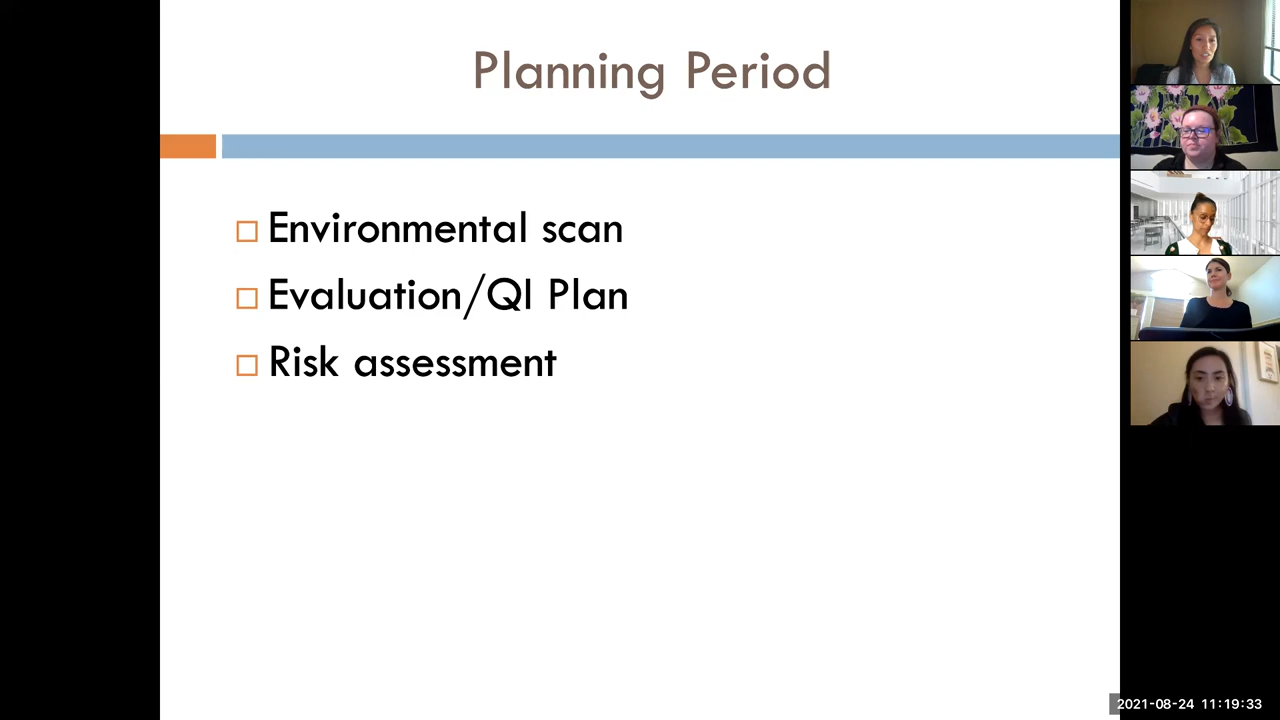 Planning Period
Environmental scan
Evaluation/QI Plan
Risk assessment
2021-08-24 11:19:33